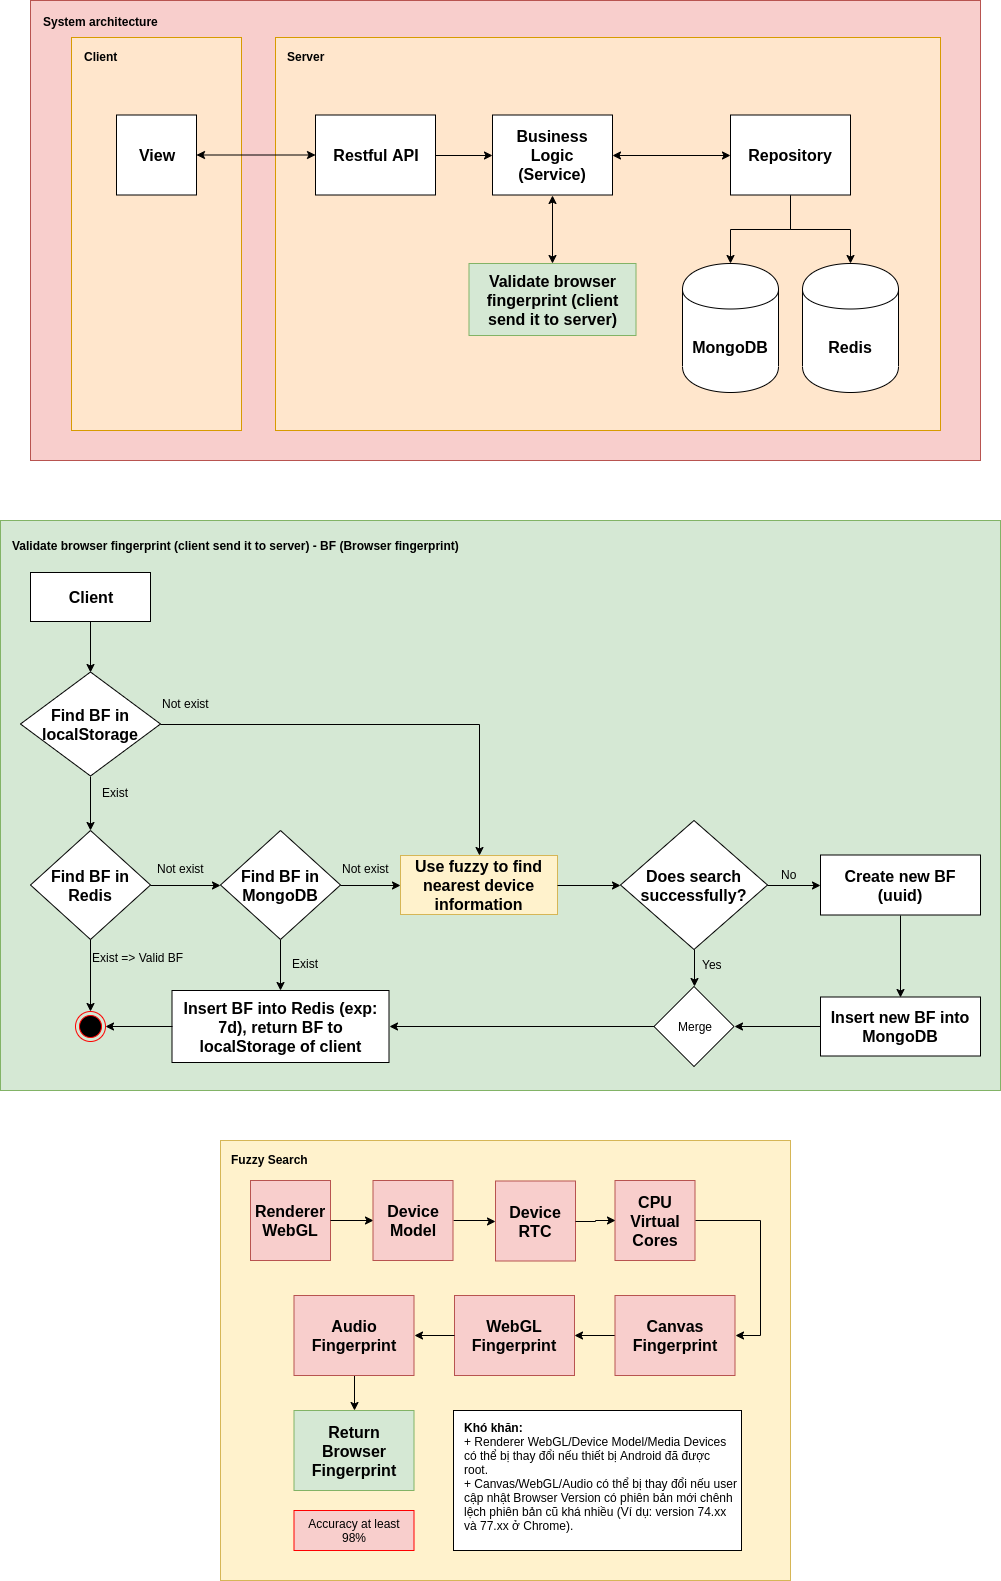 System architecture
Client
Server
View
Restful API
Business
Logic
(Service)
Repository
Validate browser
fingerprint (client
send it to server)
MongoDB
Redis
Validate browser fingerprint (client send it to server) - BF (Browser fingerprint)
Client
Find BF in
localStorage
Not exist
Exist
Find BF in
Redis
Not exist
Find BF in
MongoDB
Not exist
Use fuzzy to find
nearest device
information
Does search
successfully?
No
Create new BF
(uuid)
Exist => Valid BF
Exist
Yes
Insert BF into Redis (exp:
7d), return BF to
localStorage of client
Merge
Insert new BF into
MongoDB
Fuzzy Search
Renderer
WebGL
Device
Model
Device
RTC
CPU
Virtual
Cores
Audio
Fingerprint
WebGL
Fingerprint
Canvas
Fingerprint
Return
Browser
Fingerprint
Accuracy at least
98%
Khó khăn:
+ Renderer WebGL/Device Model/Media Devices
có thể bị thay đổi nếu thiết bị Android đã được
root.
+ Canvas/WebGL/Audio có thể bị thay đổi nếu user
cập nhật Browser Version có phiên bản mới chênh
lệch phiên bản cũ khá nhiều (Ví dụ: version 74.xx
và 77.xx ở Chrome).